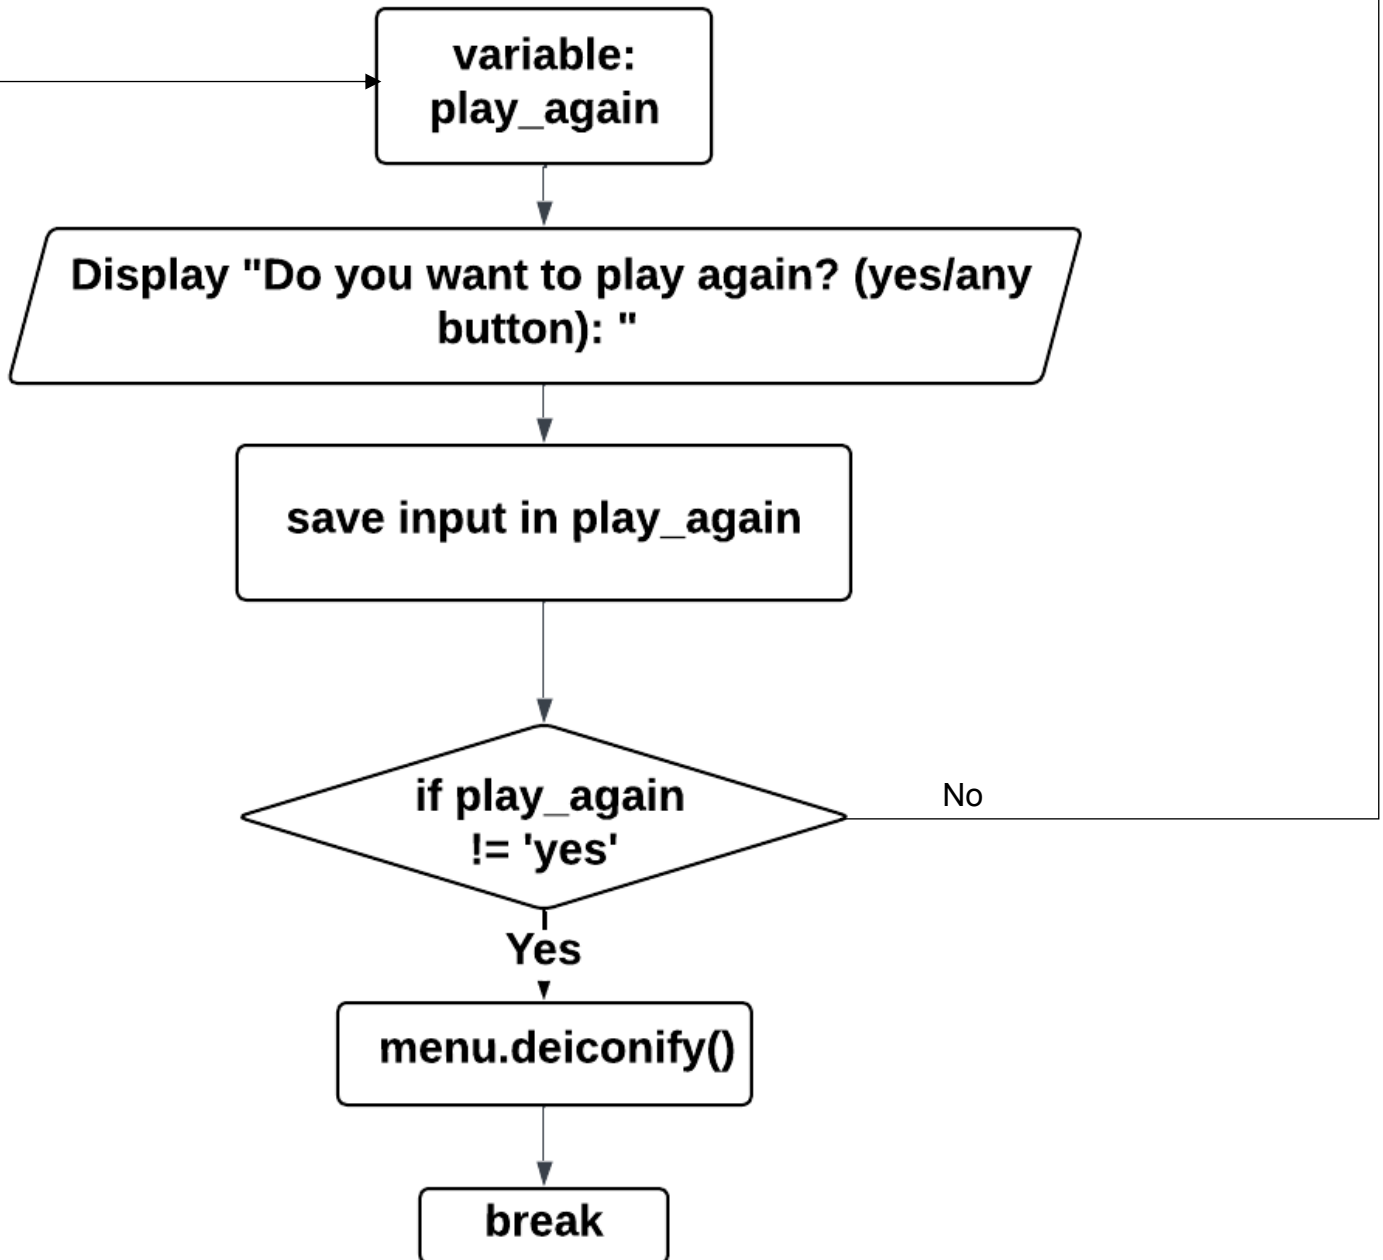 variable:
play_again
Display "Do you want to play again? (yes/any
button): "
save input in play_again
if play_again
!= 'yes'
No
Yes
menu.deiconify()
break